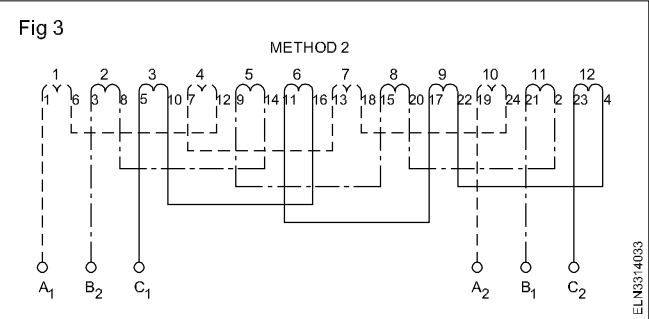 Fig 3
METHOD 2
1 2 3 4 5 6 7 8 9 10 11 12
1 6 3 8 5 10 7 12 9 14 11 16 13 18 15 20 17 22 19 24 21 2 23 4
A1 B2 C1 A2 B1 C2
ELN3314033